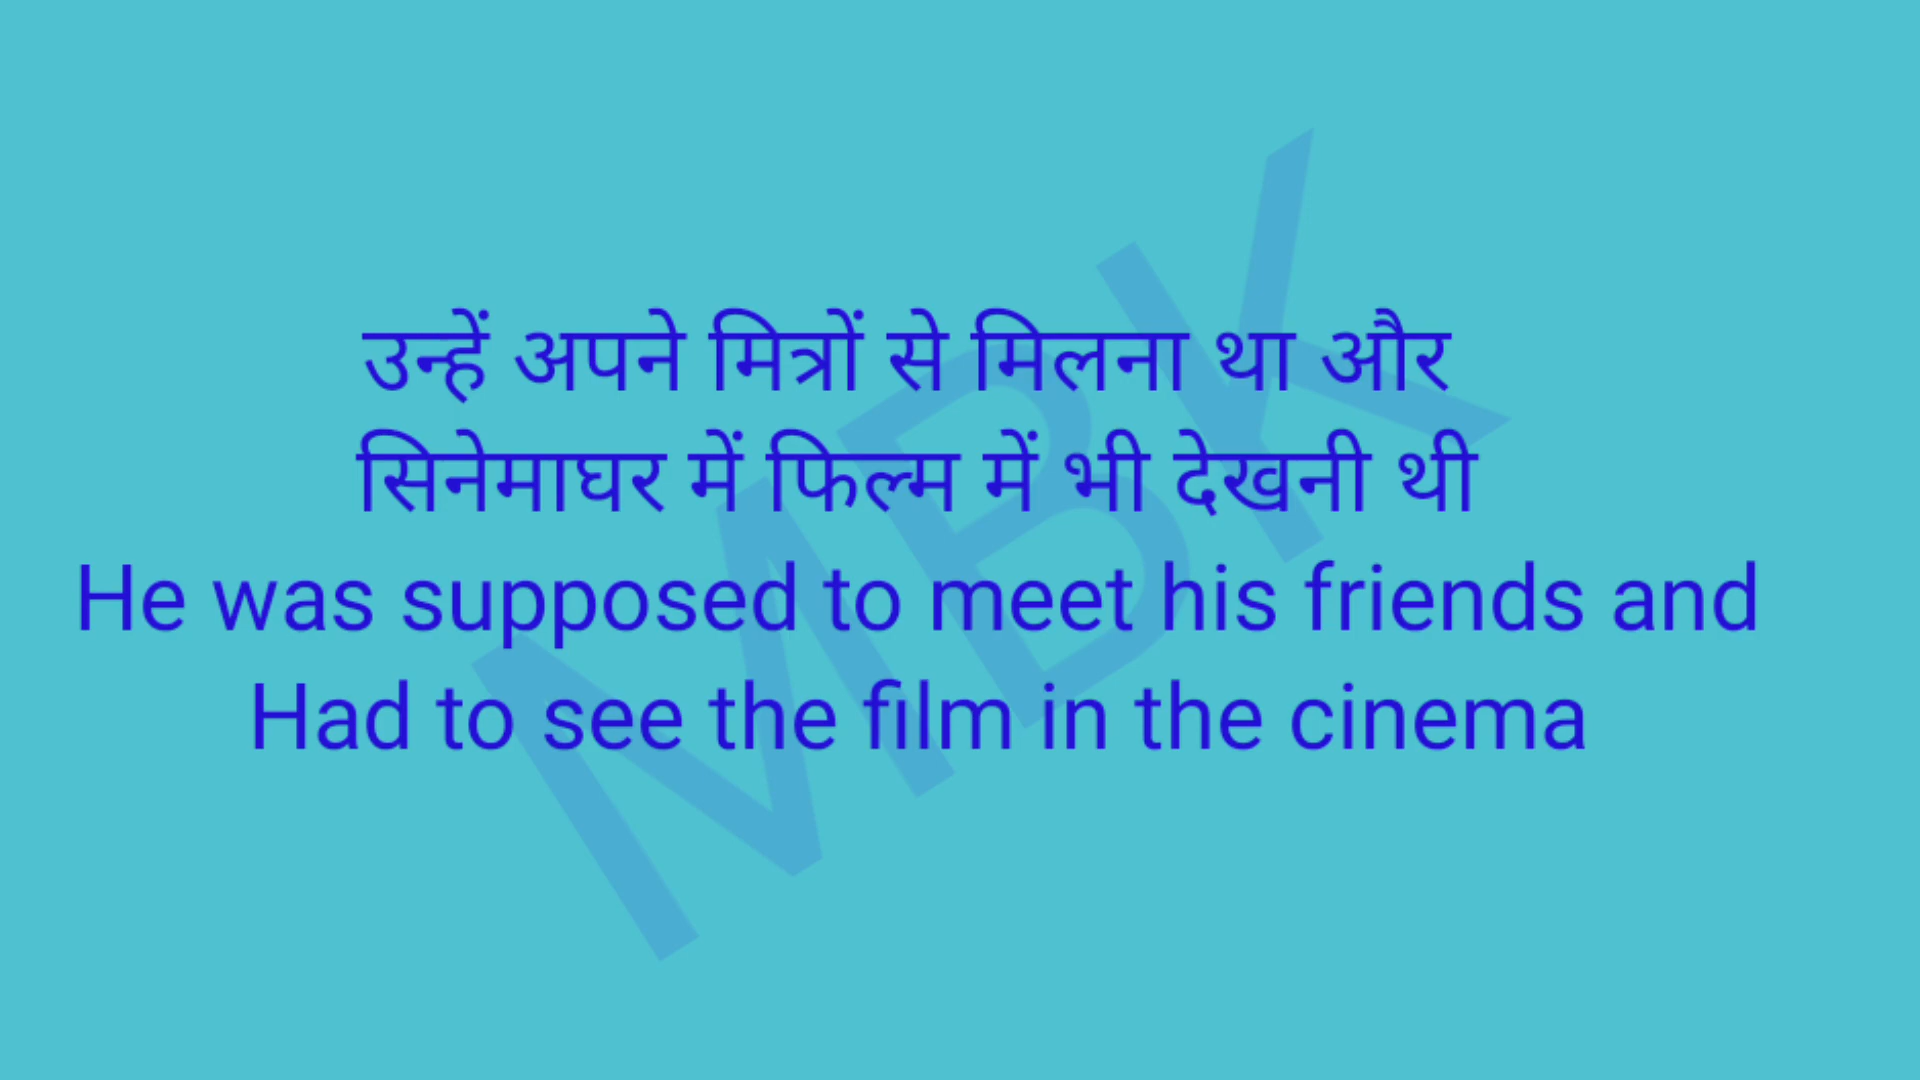 उन्हें अपने मित्रों से मिलना था और
सिनेमाघर में फिल्म में भी देखनी थी
He was supposed to meet his friends and
Had to see the film in the cinema
MBK